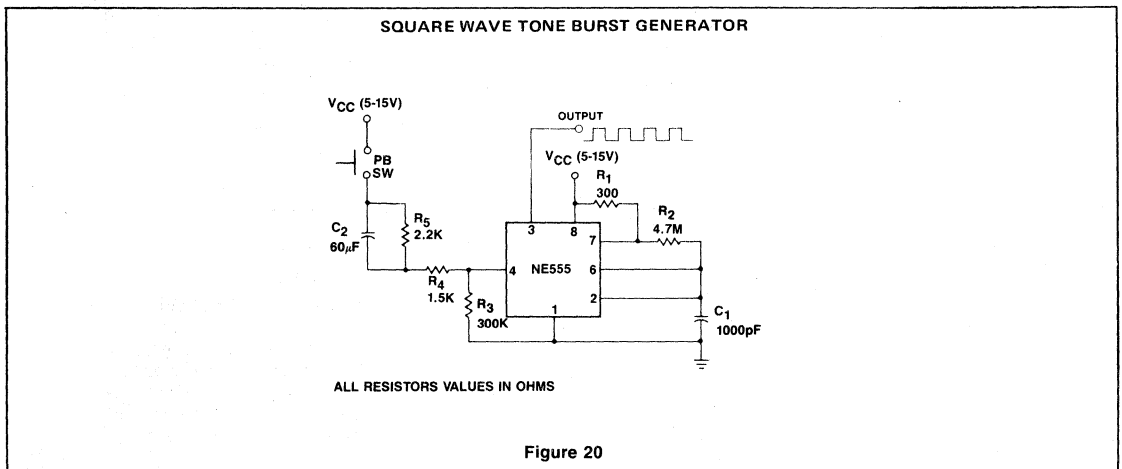 SQUARE WAVE TONE BURST GENERATOR
VCC (5-15V)
OUTPUT
VCC (5-15V)
PB
SW
R1
300
R2
4.7M
C2
60μF
R5
2.2K
3
8
7
4
NE555
6
R4
1.5K
R3
300K
2
1
C1
1000pF
ALL RESISTORS VALUES IN OHMS
Figure 20